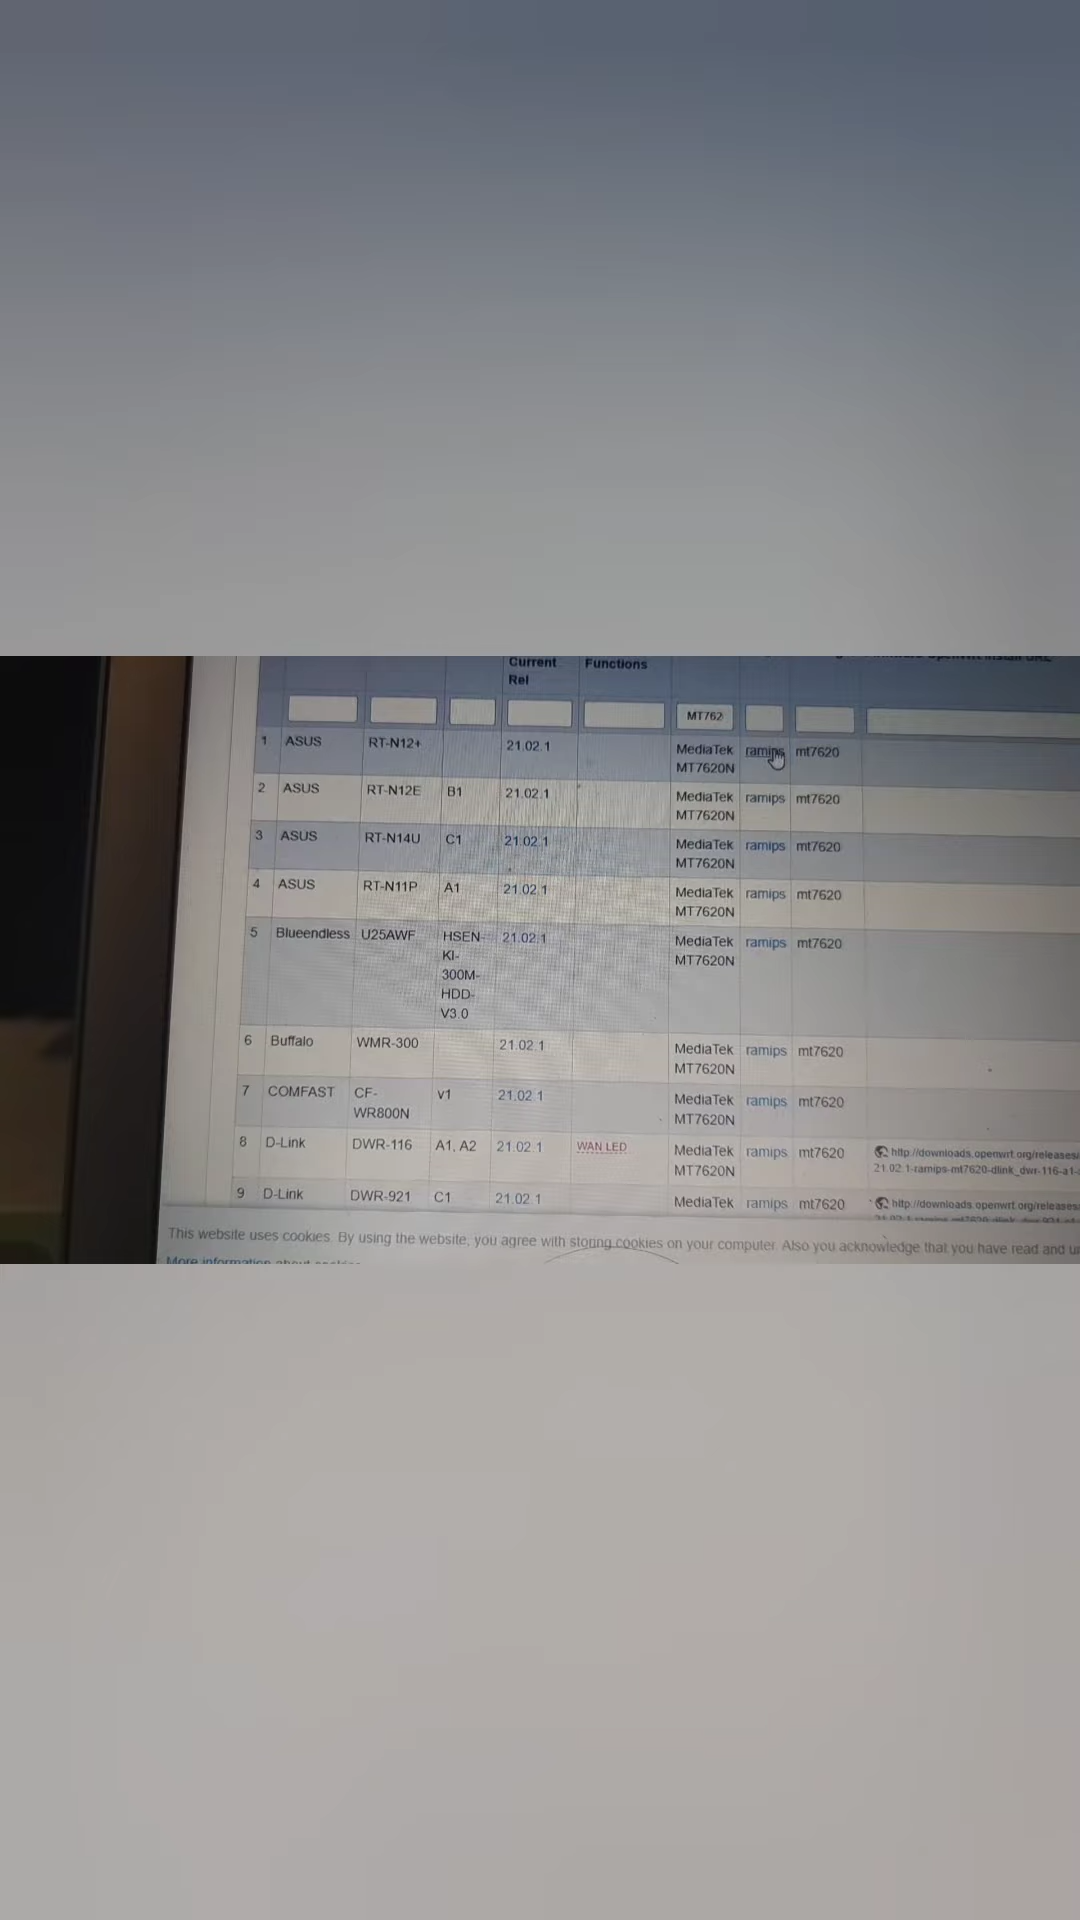 Current Functions
Rel
MT762
1 ASUS RT-N12+ 21.02.1 MediaTek ramips mt7620
MT7620N
2 ASUS RT-N12E B1 21.02.1 MediaTek ramips mt7620
MT7620N
3 ASUS RT-N14U C1 21.02.1 MediaTek ramips mt7620
MT7620N
4 ASUS RT-N11P A1 21.02.1 MediaTek ramips mt7620
MT7620N
5 Blueendless U25AWF HSEN- 21.02.1 MediaTek ramips mt7620
KI- MT7620N
300M-
HDD-
V3.0
6 Buffalo WMR-300 21.02.1 MediaTek ramips mt7620
MT7620N
7 COMFAST CF- v1 21.02.1 MediaTek ramips mt7620
WR800N MT7620N
8 D-Link DWR-116 A1, A2 21.02.1 WAN LED MediaTek ramips mt7620 http://downloads.openwrt.org/releases/
MT7620N 21.02.1-ramips-mt7620-dlink_dwr-116-a1-
9 D-Link DWR-921 C1 21.02.1 MediaTek ramips mt7620 http://downloads.openwrt.org/releases
This website uses cookies. By using the website, you agree with storing cookies on your computer. Also you acknowledge that you have read and
More information about cookies